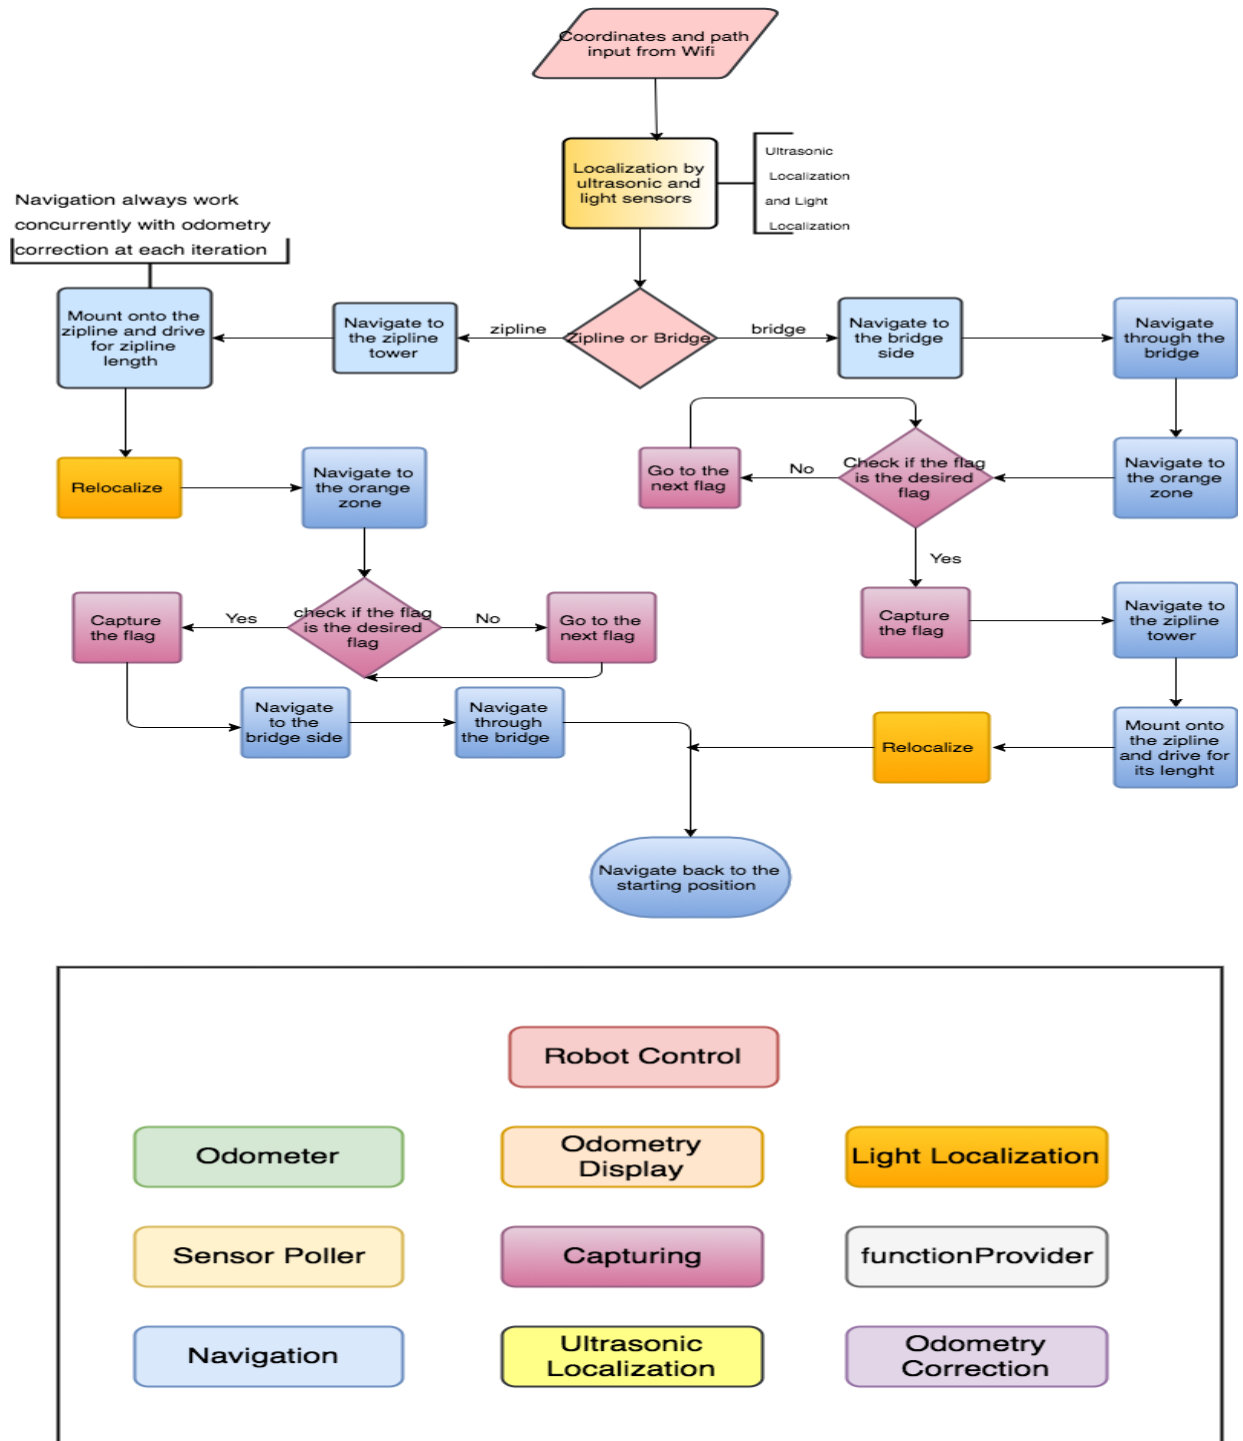 Coordinates and path
input from Wifi
Localization by
ultrasonic and
light sensors
Ultrasonic
Localization
and Light
Localization
Navigation always work
concurrently with odometry
correction at each iteration
Mount onto the
zipline and drive
for zipline
length
Navigate to
the zipline
tower
zipline
Zipline or Bridge
bridge
Navigate to
the bridge
side
Navigate
through the
bridge
Relocalize
Navigate to
the orange
zone
Go to the
next flag
No
Check if the flag
is the desired
flag
Navigate to
the orange
zone
Yes
Capture
the flag
Yes
check if the flag
is the desired
flag
No
Go to the
next flag
Capture
the flag
Navigate to
the zipline
tower
Navigate
to the
bridge side
Navigate
through
the bridge
Relocalize
Mount onto
the zipline
and drive for
its lenght
Navigate back to the
starting position
Robot Control
Odometer
Odometry
Display
Light Localization
Sensor Poller
Capturing
functionProvider
Navigation
Ultrasonic
Localization
Odometry
Correction